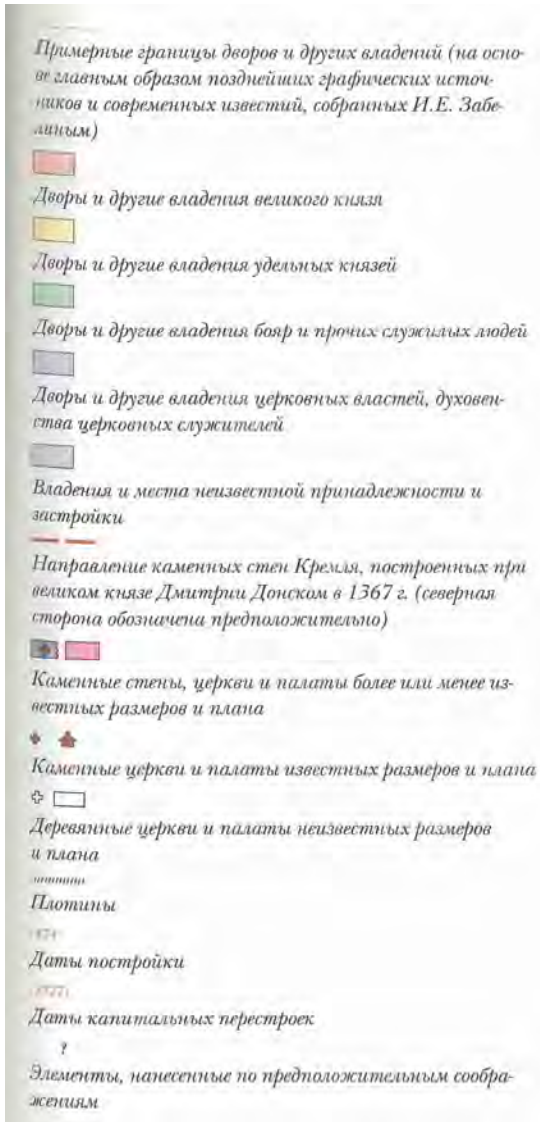 Примерные границы дворов и других владений (на осно-
ве главным образом позднейших графических источ-
ников и современных известий, собранных И.Е. Забе-
линым)
Дворы и другие владения великого князя
Дворы и другие владения удельных князей
Дворы и другие владения бояр и прочих служилых людей
Дворы и другие владения церковных властей, духовен-
ства церковных служителей
Владения и места неизвестной принадлежности и
застройки
Направление каменных стен Кремля, построенных при
великом князе Дмитрии Донском в 1367 г. (северная
сторона обозначена предположительно)
Каменные стены, церкви и палаты более или менее из-
вестных размеров и плана
Каменные церкви и палаты известных размеров и плана
Деревянные церкви и палаты неизвестных размеров
и плана
Плотины
Даты постройки
Даты капитальных перестроек
?
Элементы, нанесенные по предположительным сообра-
жениям